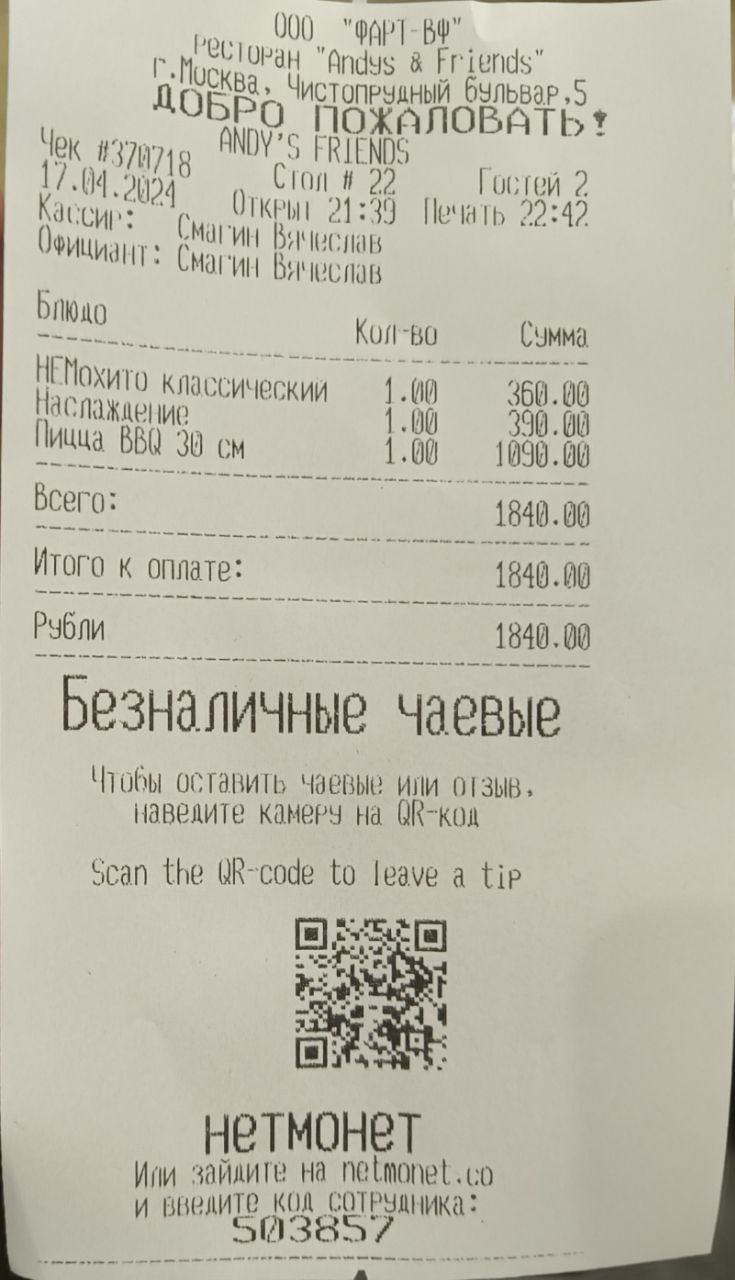 ООО "ФАРТ-ВФ"
Ресторан "Andys & Friends"
г.Москва, Чистопрудный бульвар,5
ДОБРО ПОЖАЛОВАТЬ!
ANDY'S FRIENDS
Чек #370718 Стол # 22 Гостей 2
17.04.2024 Открыт 21:39 Печать 22:42
Кассир: Смагин Вячеслав
Официант: Смагин Вячеслав
Блюдо Кол-во Сумма
НЕМохито классический 1.00 360.00
Наслаждение 1.00 390.00
Пицца BBQ 30 см 1.00 1090.00
Всего: 1840.00
Итого к оплате: 1840.00
Рубли 1840.00
Безналичные чаевые
Чтобы оставить чаевые или отзыв,
наведите камеру на QR-код
Scan the QR-code to leave a tip
нетмонет
Или зайдите на netmonet.co
и введите код сотрудника:
503857